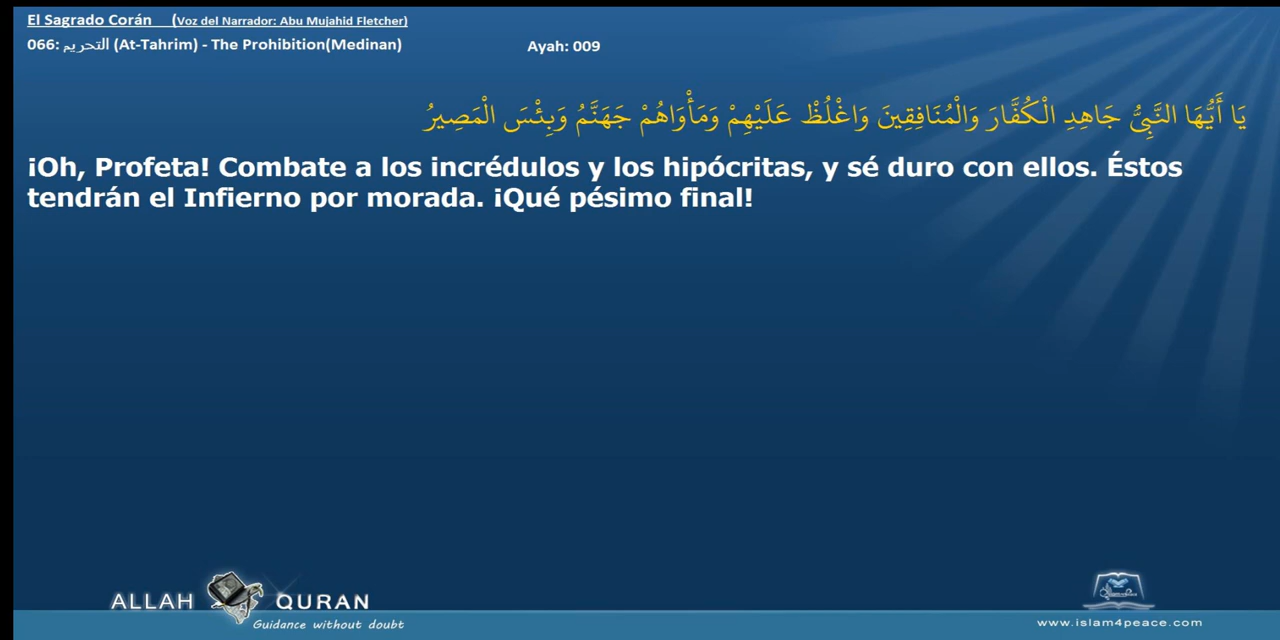 El Sagrado Corán (Voz del Narrador: Abu Mujahid Fletcher)
066: التحريم (At-Tahrim) - The Prohibition(Medinan) Ayah: 009
يَا أَيُّهَا النَّبِيُّ جَاهِدِ الْكُفَّارَ وَالْمُنَافِقِينَ وَاغْلُظْ عَلَيْهِمْ وَمَأْوَاهُمْ جَهَنَّمُ وَبِئْسَ الْمَصِيرُ
¡Oh, Profeta! Combate a los incrédulos y los hipócritas, y sé duro con ellos. Éstos
tendrán el Infierno por morada. ¡Qué pésimo final!
ALLAH QURAN
Guidance without doubt
www.islam4peace.com